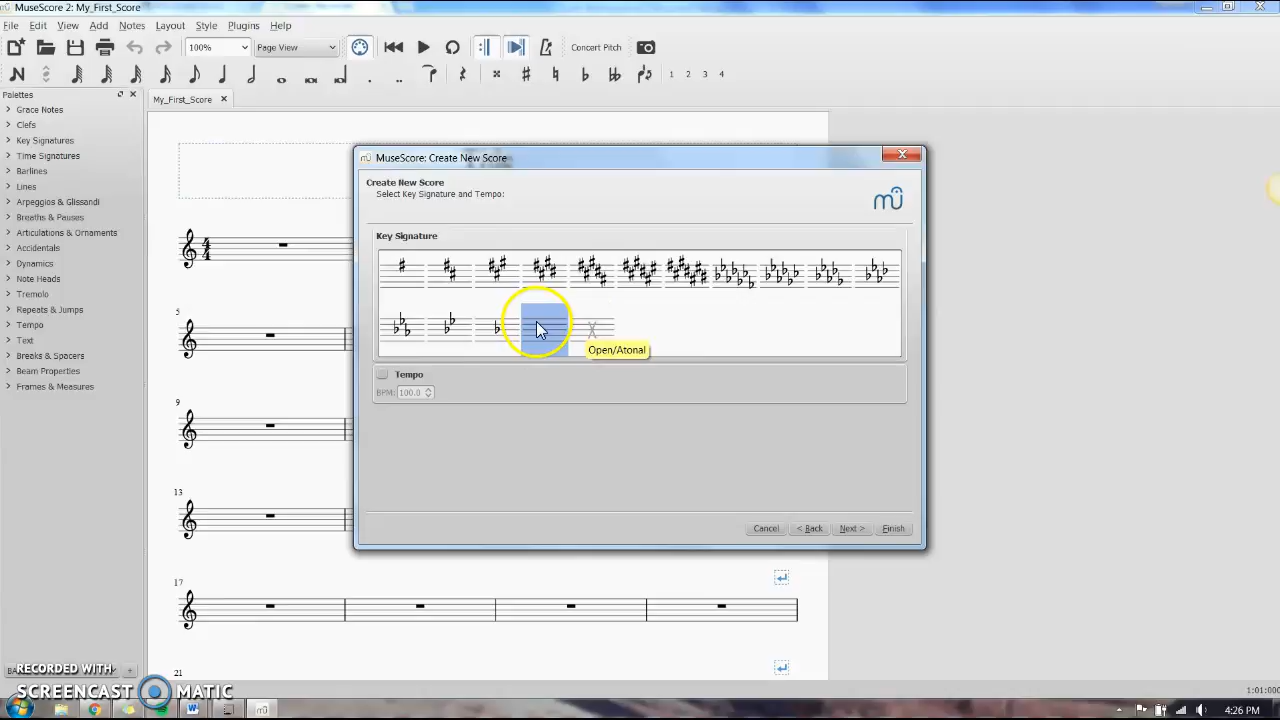 MuseScore 2: My_First_Score
File Edit View Add Notes Layout Style Plugins Help
100% Page View Concert Pitch
1 2 3 4
Palettes
My_First_Score
Grace Notes
Clefs
Key Signatures
Time Signatures
Barlines
Lines
Arpeggios & Glissandi
Breaths & Pauses
Articulations & Ornaments
Accidentals
Dynamics
Note Heads
Tremolo
Repeats & Jumps
Tempo
Text
Breaks & Spacers
Beam Properties
Frames & Measures
5
9
13
17
21
MuseScore: Create New Score
Create New Score
Select Key Signature and Tempo:
Key Signature
X
Open/Atonal
Tempo
BPM: 100.0
Cancel < Back Next > Finish
RECORDED WITH
SCREENCAST MATIC
1:01:000
4:26 PM